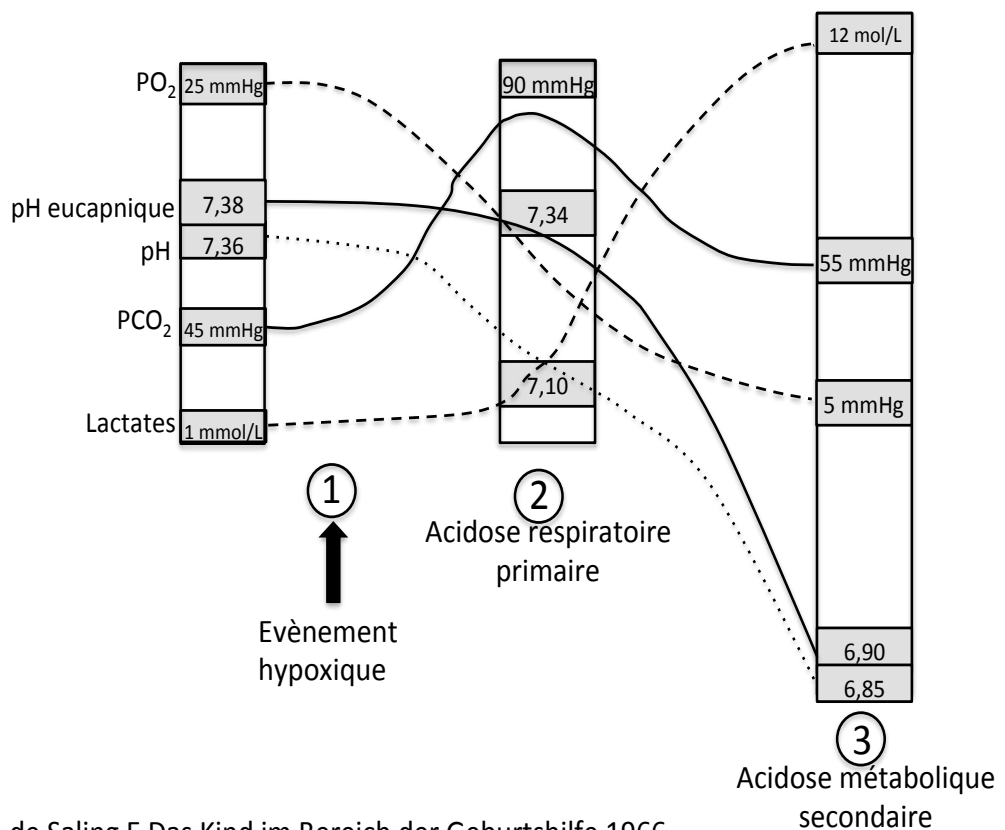 PO2 25 mmHg
pH eucapnique 7,38
pH 7,36
PCO2 45 mmHg
Lactates 1 mmol/L
90 mmHg
7,34
7,10
12 mol/L
55 mmHg
5 mmHg
6,90
6,85
1
Evènement
hypoxique
2
Acidose respiratoire
primaire
3
Acidose métabolique
secondaire
de Saling E Das Kind im Bereich der Geburtshilfe 1966